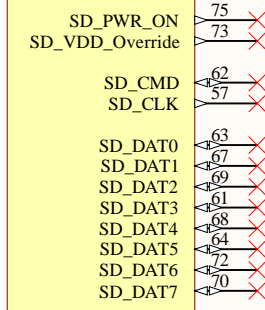 SD_PWR_ON 75
SD_VDD_Override 73
SD_CMD 62
SD_CLK 57
SD_DAT0 63
SD_DAT1 67
SD_DAT2 69
SD_DAT3 61
SD_DAT4 68
SD_DAT5 64
SD_DAT6 72
SD_DAT7 70